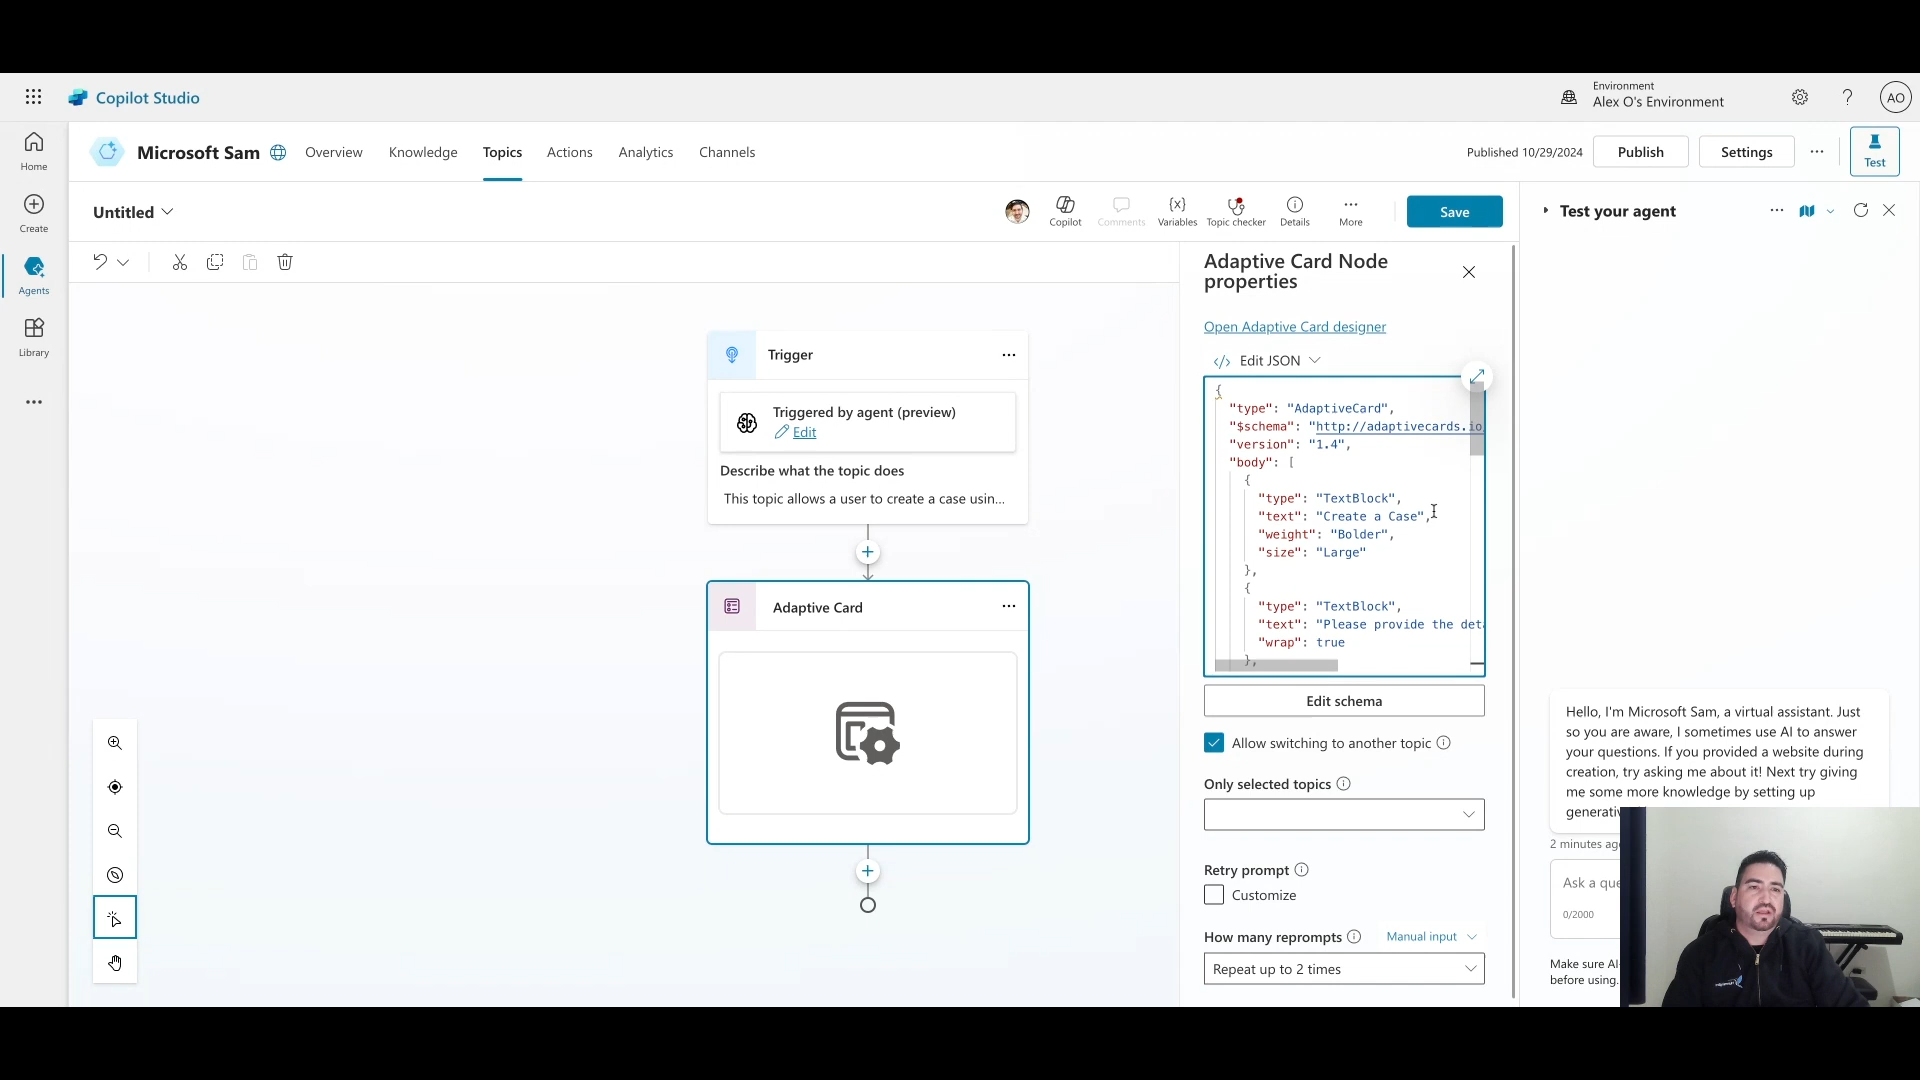 Copilot Studio
Environment
Alex O's Environment
AO
Home
Create
Agents
Library
Microsoft Sam
Overview
Knowledge
Topics
Actions
Analytics
Channels
Published 10/29/2024
Publish
Settings
Test
Untitled
Copilot
Comments
Variables
Topic checker
Details
More
Save
Trigger
Triggered by agent (preview)
Edit
Describe what the topic does
This topic allows a user to create a case usin...
Adaptive Card
Adaptive Card Node
properties
Open Adaptive Card designer
</> Edit JSON
{
"type": "AdaptiveCard",
"$schema": "http://adaptivecards.io
"version": "1.4",
"body": [
{
"type": "TextBlock",
"text": "Create a Case",
"weight": "Bolder",
"size": "Large"
},
{
"type": "TextBlock",
"text": "Please provide the det
"wrap": true
},
Edit schema
Allow switching to another topic
Only selected topics
Retry prompt
Customize
How many reprompts
Manual input
Repeat up to 2 times
Test your agent
Hello, I'm Microsoft Sam, a virtual assistant. Just
so you are aware, I sometimes use AI to answer
your questions. If you provided a website during
creation, try asking me about it! Next try giving
me some more knowledge by setting up
generati
2 minutes ag
Ask a que
0/2000
Make sure AI
before using.